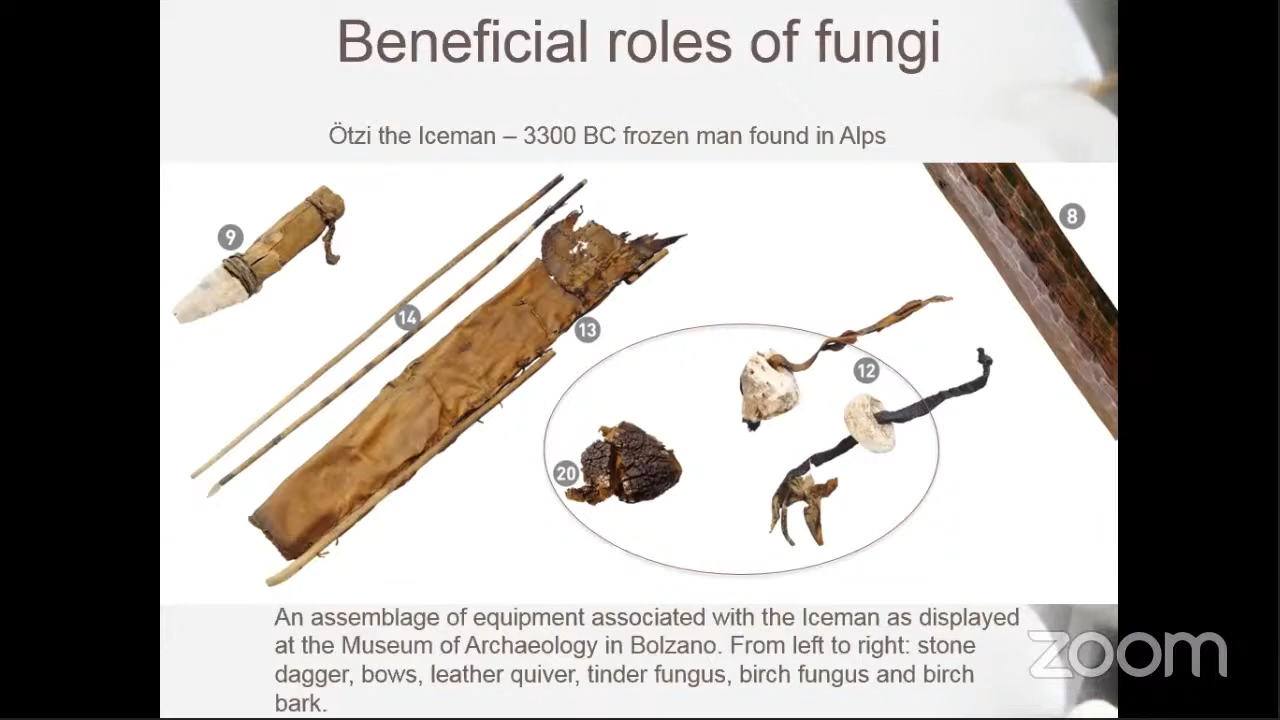 Beneficial roles of fungi
Ötzi the Iceman – 3300 BC frozen man found in Alps
9
8
14
13
12
20
An assemblage of equipment associated with the Iceman as displayed
at the Museum of Archaeology in Bolzano. From left to right: stone
dagger, bows, leather quiver, tinder fungus, birch fungus and birch
bark.
zoom